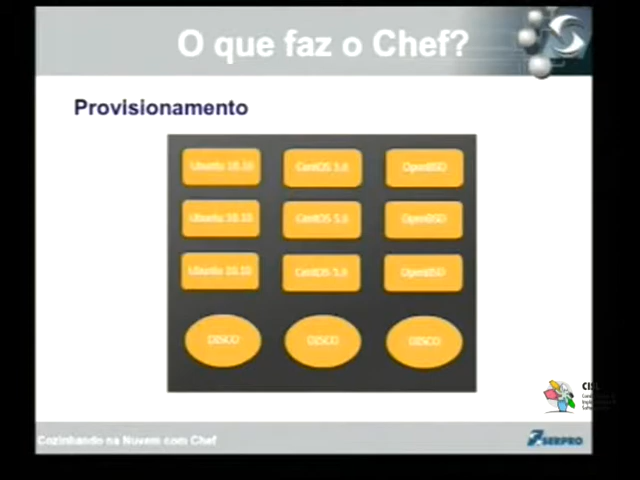 O que faz o Chef?
Provisionamento
Ubuntu 10.10 CentOS 5.6 OpenBSD
Ubuntu 10.10 CentOS 5.6 OpenBSD
Ubuntu 10.10 CentOS 5.6 OpenBSD
DISCO DISCO DISCO
CISL
Cozinhando na Nuvem com Chef
SERPRO